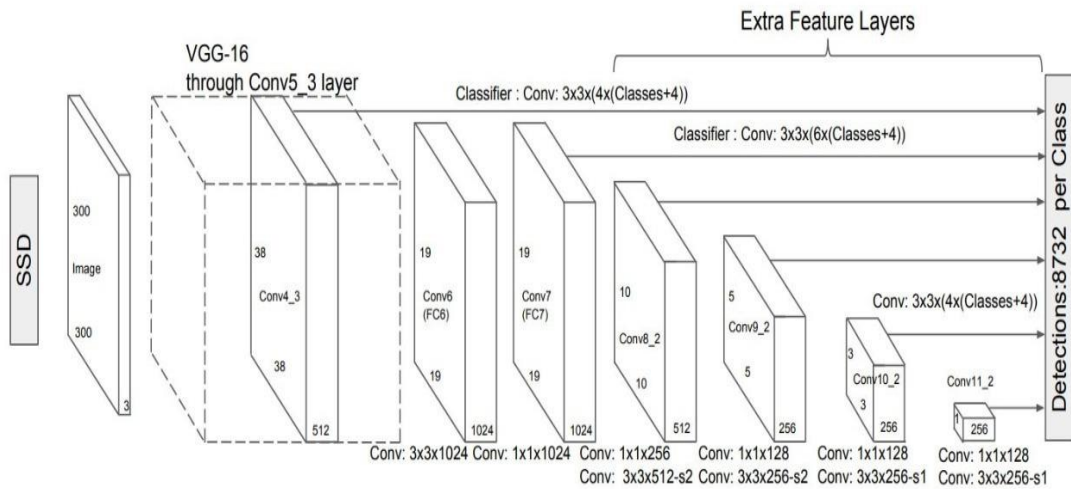 Extra Feature Layers
VGG-16
through Conv5_3 layer
Classifier : Conv: 3x3x(4x(Classes+4))
Classifier : Conv: 3x3x(6x(Classes+4))
SSD
300
Image
300
3
38
Conv4_3
38
512
19
Conv6
(FC6)
19
1024
19
Conv7
(FC7)
19
1024
10
Conv8_2
10
512
5
Conv9_2
5
256
Conv: 3x3x(4x(Classes+4))
3
Conv10_2
3
256
Conv11_2
1
256
Detections:8732 per Class
Conv: 3x3x1024
Conv: 1x1x1024
Conv: 1x1x256
Conv: 3x3x512-s2
Conv: 1x1x128
Conv: 3x3x256-s2
Conv: 1x1x128
Conv: 3x3x256-s1
Conv: 1x1x128
Conv: 3x3x256-s1